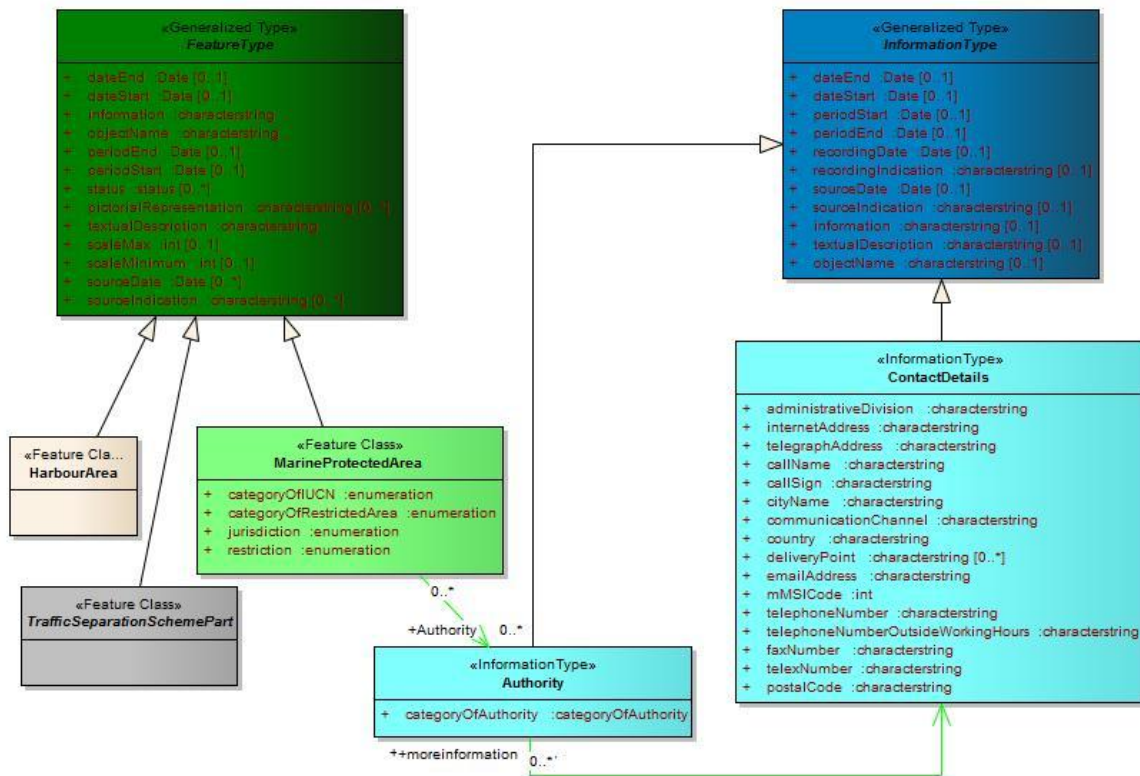 «Generalized Type»
FeatureType
+ dateEnd :Date [0..1]
+ dateStart :Date [0..1]
+ information :characterstring
+ objectName :characterstring
+ periodEnd :Date [0..1]
+ periodStart :Date [0..1]
+ status :status [0..*]
+ pictorialRepresentation :characterstring [0..1]
+ textualDescription :characterstring
+ scaleMax :int [0..1]
+ scaleMinimum :int [0..1]
+ sourceDate :Date [0..*]
+ sourceIndication :characterstring [0..*]
«Generalized Type»
InformationType
+ dateEnd :Date [0..1]
+ dateStart :Date [0..1]
+ periodStart :Date [0..1]
+ periodEnd :Date [0..1]
+ recordingDate :Date [0..1]
+ recordingIndication :characterstring [0..1]
+ sourceDate :Date [0..1]
+ sourceIndication :characterstring [0..1]
+ information :characterstring [0..1]
+ textualDescription :characterstring [0..1]
+ objectName :characterstring [0..1]
«Feature Cla...
HarbourArea
«Feature Class»
MarineProtectedArea
+ categoryOfIUCN :enumeration
+ categoryOfRestrictedArea :enumeration
+ jurisdiction :enumeration
+ restriction :enumeration
«InformationType»
ContactDetails
+ administrativeDivision :characterstring
+ internetAddress :characterstring
+ telegraphAddress :characterstring
+ callName :characterstring
+ callSign :characterstring
+ cityName :characterstring
+ communicationChannel :characterstring
+ country :characterstring
+ deliveryPoint :characterstring [0..*]
+ emailAddress :characterstring
+ mMSICode :int
+ telephoneNumber :characterstring
+ telephoneNumberOutsideWorkingHours :characterstring
+ faxNumber :characterstring
+ telexNumber :characterstring
+ postalCode :characterstring
«Feature Class»
TrafficSeparationSchemePart
0..*
+Authority
0..*
«InformationType»
Authority
+ categoryOfAuthority :categoryOfAuthority
++moreinformation
0..*